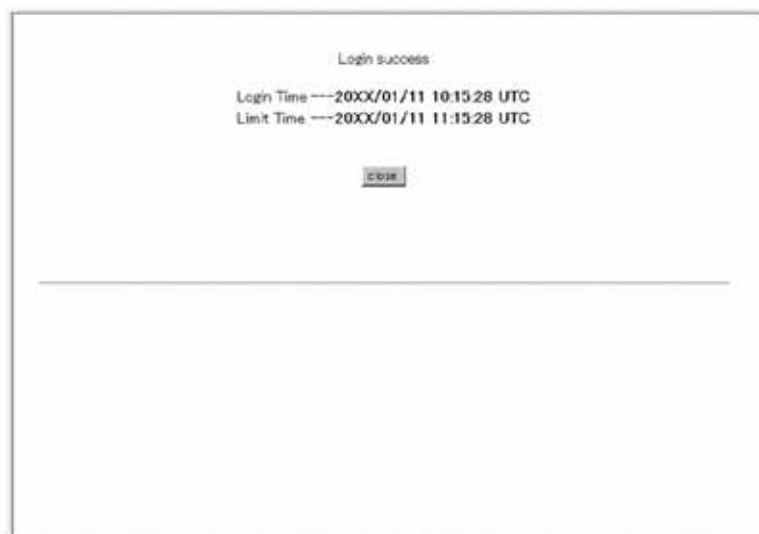 Login success
Login Time ---20XX/01/11 10:15:28 UTC
Limit Time ---20XX/01/11 11:15:28 UTC
close